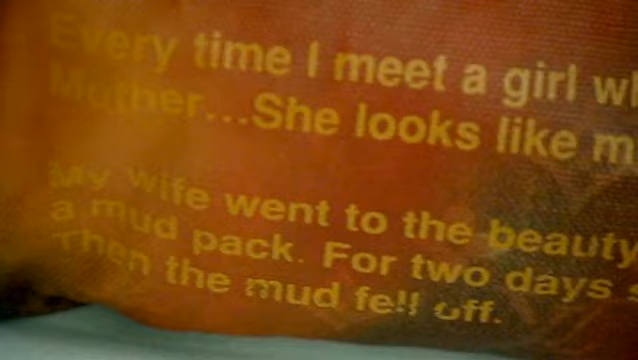 Every time I meet a girl wh
Mother...She looks like m
My wife went to the beauty
a mud pack. For two days s
Then the mud fell off.